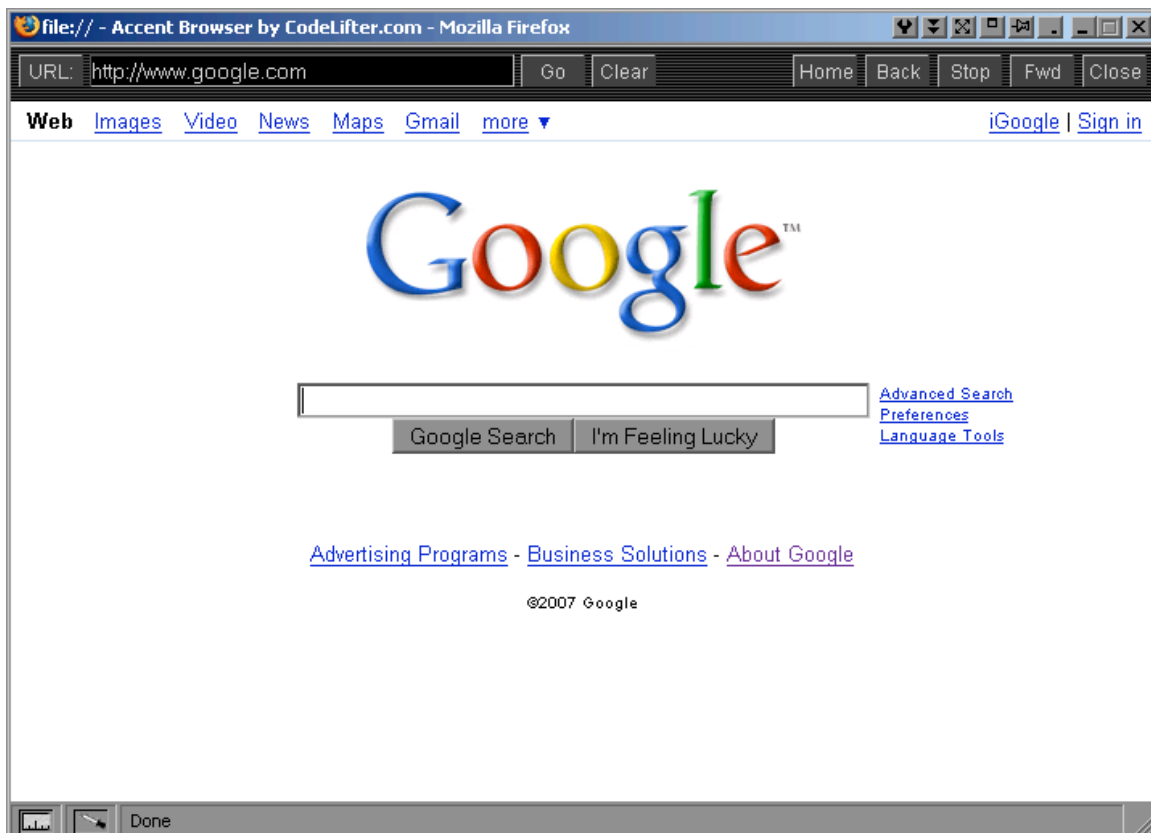 file:// - Accent Browser by CodeLifter.com - Mozilla Firefox
URL: http://www.google.com Go Clear Home Back Stop Fwd Close
Web Images Video News Maps Gmail more ▼ iGoogle | Sign in
Google™
Advanced Search
Preferences
Google Search I'm Feeling Lucky Language Tools
Advertising Programs - Business Solutions - About Google
©2007 Google
Done